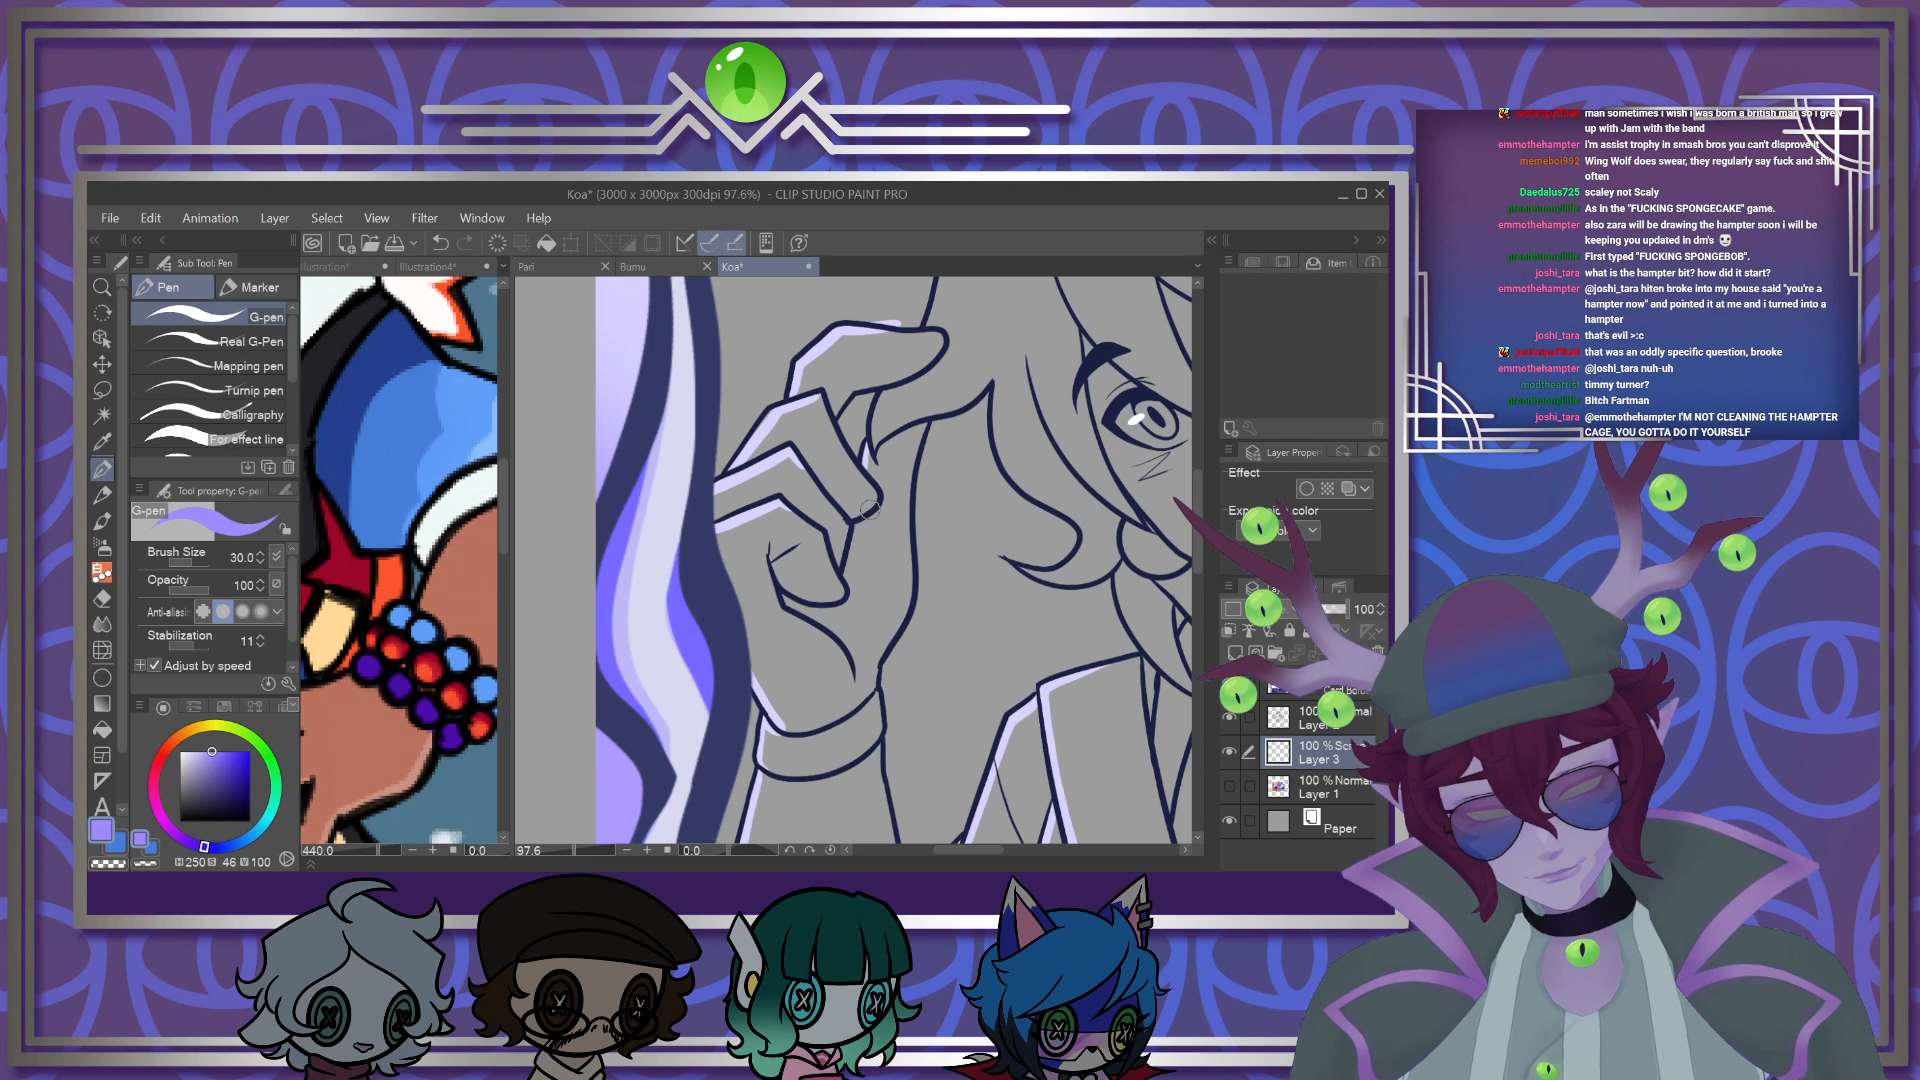 Koa* (3000 x 3000px 300dpi 97.6%) - CLIP STUDIO PAINT PRO
File Edit Animation Layer Select View Filter Window Help
Sub Tool: Pen
Illustration4*
Pari
Bumu
Koa*
Item
Pen
Marker
G-pen
Real G-Pen
Mapping pen
Turnip pen
Calligraphy
For effect line
Tool property: G-pen
G-pen
Brush Size 30.0
Opacity 100
Anti-aliasi
Stabilization 11
Adjust by speed
H 250 S 46 V 100
440.0
0.0
97.6
0.0
Layer Proper
Effect
100
100 % Scre
Layer 3
100 % Norma
Layer 1
Paper
man sometimes I wish I was born a british man so i grew
up with Jam with the band
emmothehampter i'm assist trophy in smash bros you can't disprove it
memeboi992 Wing Wolf does swear, they regularly say fuck and shit
often
Daedalus725 scaley not Scaly
As in the "FUCKING SPONGECAKE" game.
emmothehampter also zara will be drawing the hampter soon i will be
keeping you updated in dm's
First typed "FUCKING SPONGEBOB".
joshi_tara what is the hampter bit? how did it start?
emmothehampter @joshi_tara hiten broke into my house said "you're a
hampter now" and pointed it at me and i turned into a
hampter
joshi_tara that's evil >:c
that was an oddly specific question, brooke
emmothehampter @joshi_tara nuh-uh
modtheartist timmy turner?
Bitch Fartman
joshi_tara @emmothehampter I'M NOT CLEANING THE HAMPTER
CAGE, YOU GOTTA DO IT YOURSELF